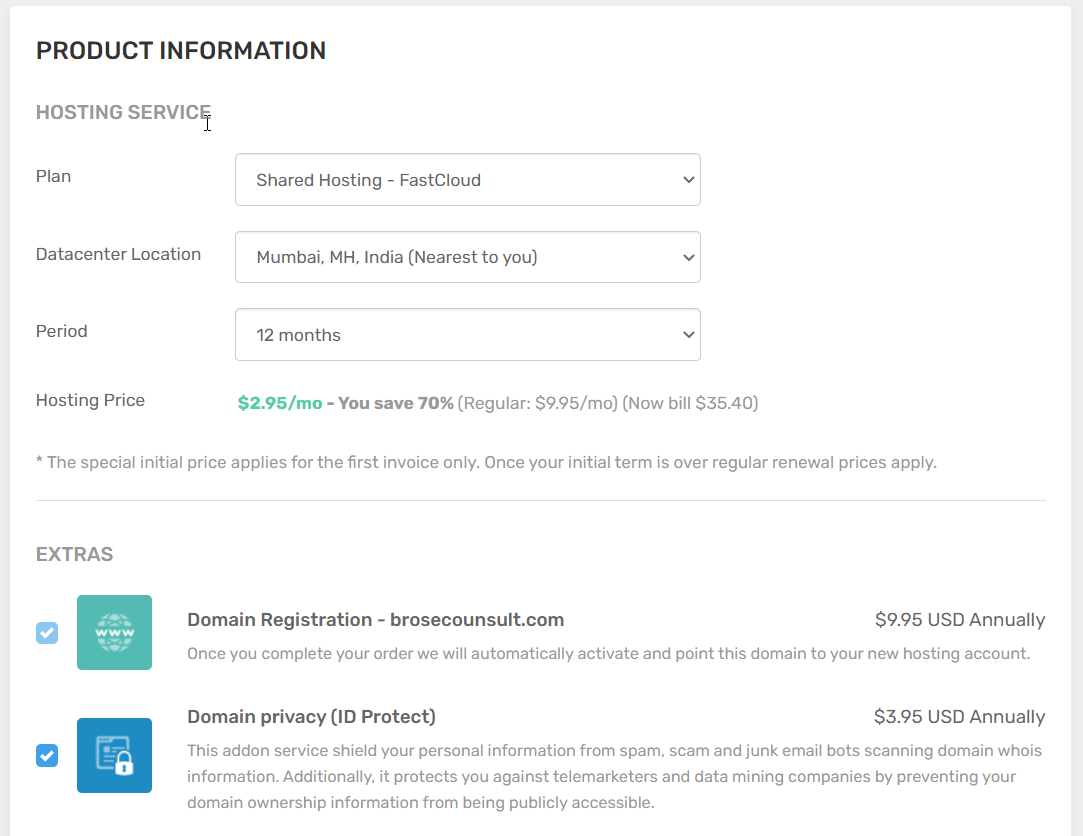 PRODUCT INFORMATION
HOSTING SERVICE
Plan
Shared Hosting - FastCloud
Datacenter Location
Mumbai, MH, India (Nearest to you)
Period
12 months
Hosting Price
$2.95/mo - You save 70% (Regular: $9.95/mo) (Now bill $35.40)
* The special initial price applies for the first invoice only. Once your initial term is over regular renewal prices apply.
EXTRAS
www
Domain Registration - brosecounsult.com
$9.95 USD Annually
Once you complete your order we will automatically activate and point this domain to your new hosting account.
Domain privacy (ID Protect)
$3.95 USD Annually
This addon service shield your personal information from spam, scam and junk email bots scanning domain whois
information. Additionally, it protects you against telemarketers and data mining companies by preventing your
domain ownership information from being publicly accessible.